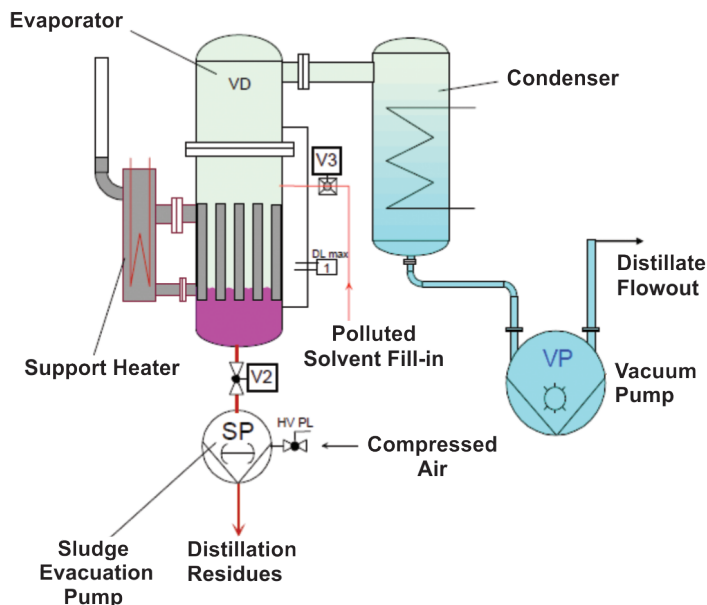 Evaporator
VD
Condenser
V3
DL max
1
Distillate
Flowout
Polluted
Solvent Fill-in
Support Heater
VP
Vacuum
Pump
V2
HV PL
SP
Compressed
Air
Sludge
Evacuation
Pump
Distillation
Residues